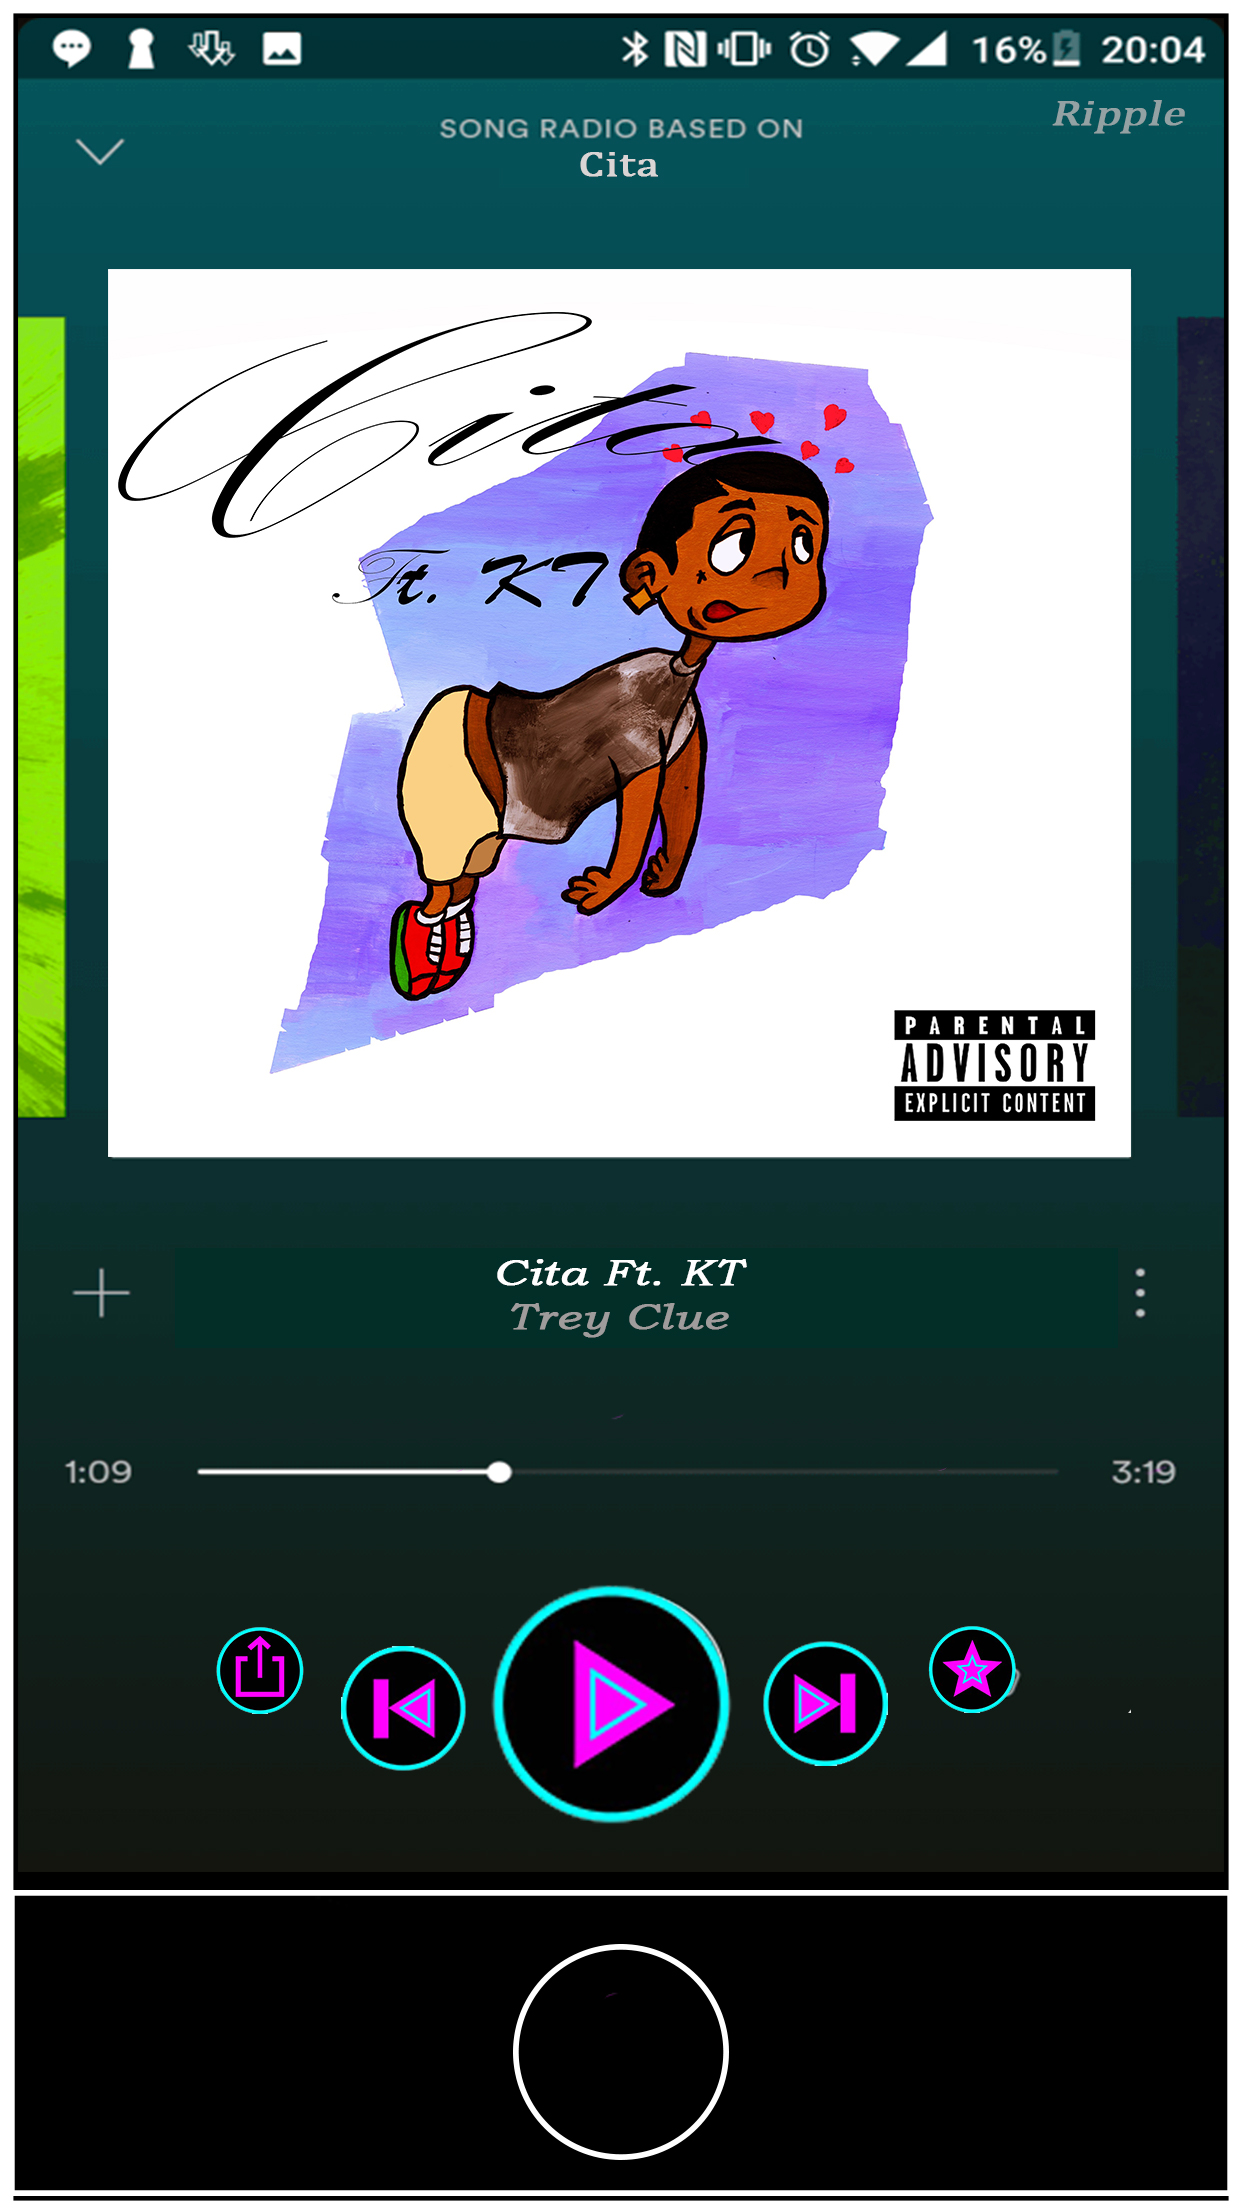 16% 20:04
Ripple
SONG RADIO BASED ON
Cita
Cita
Ft. KT
PARENTAL
ADVISORY
EXPLICIT CONTENT
Cita Ft. KT
Trey Clue
1:09 3:19